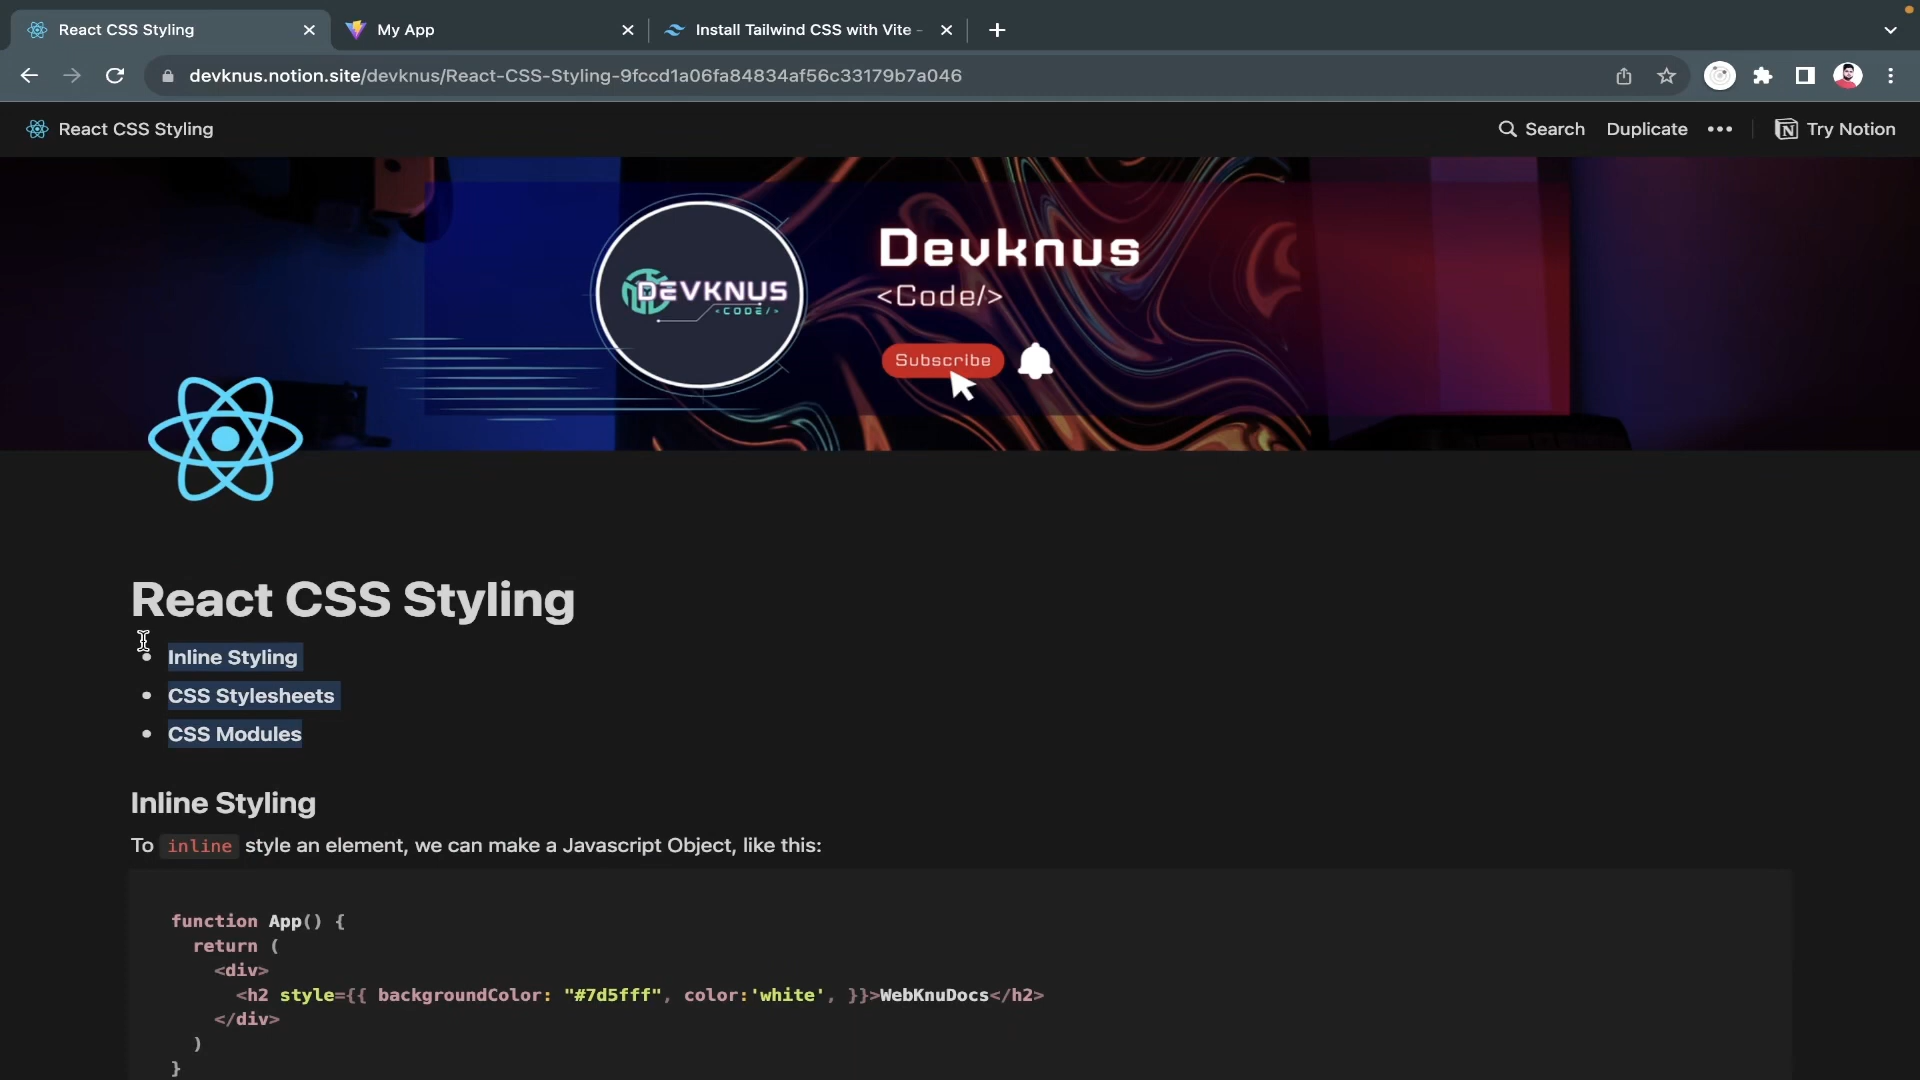 React CSS Styling
My App
Install Tailwind CSS with Vite -
devknus.notion.site/devknus/React-CSS-Styling-9fccd1a06fa84834af56c33179b7a046
React CSS Styling
Search
Duplicate
Try Notion
DEVKNUS
<CODE/>
Devknus
<Code/>
Subscribe
React CSS Styling
• Inline Styling
• CSS Stylesheets
• CSS Modules
Inline Styling
To inline style an element, we can make a Javascript Object, like this:
function App() {
return (
<div>
<h2 style={{ backgroundColor: "#7d5fff", color:'white', }}>WebKnuDocs</h2>
</div>
)
}